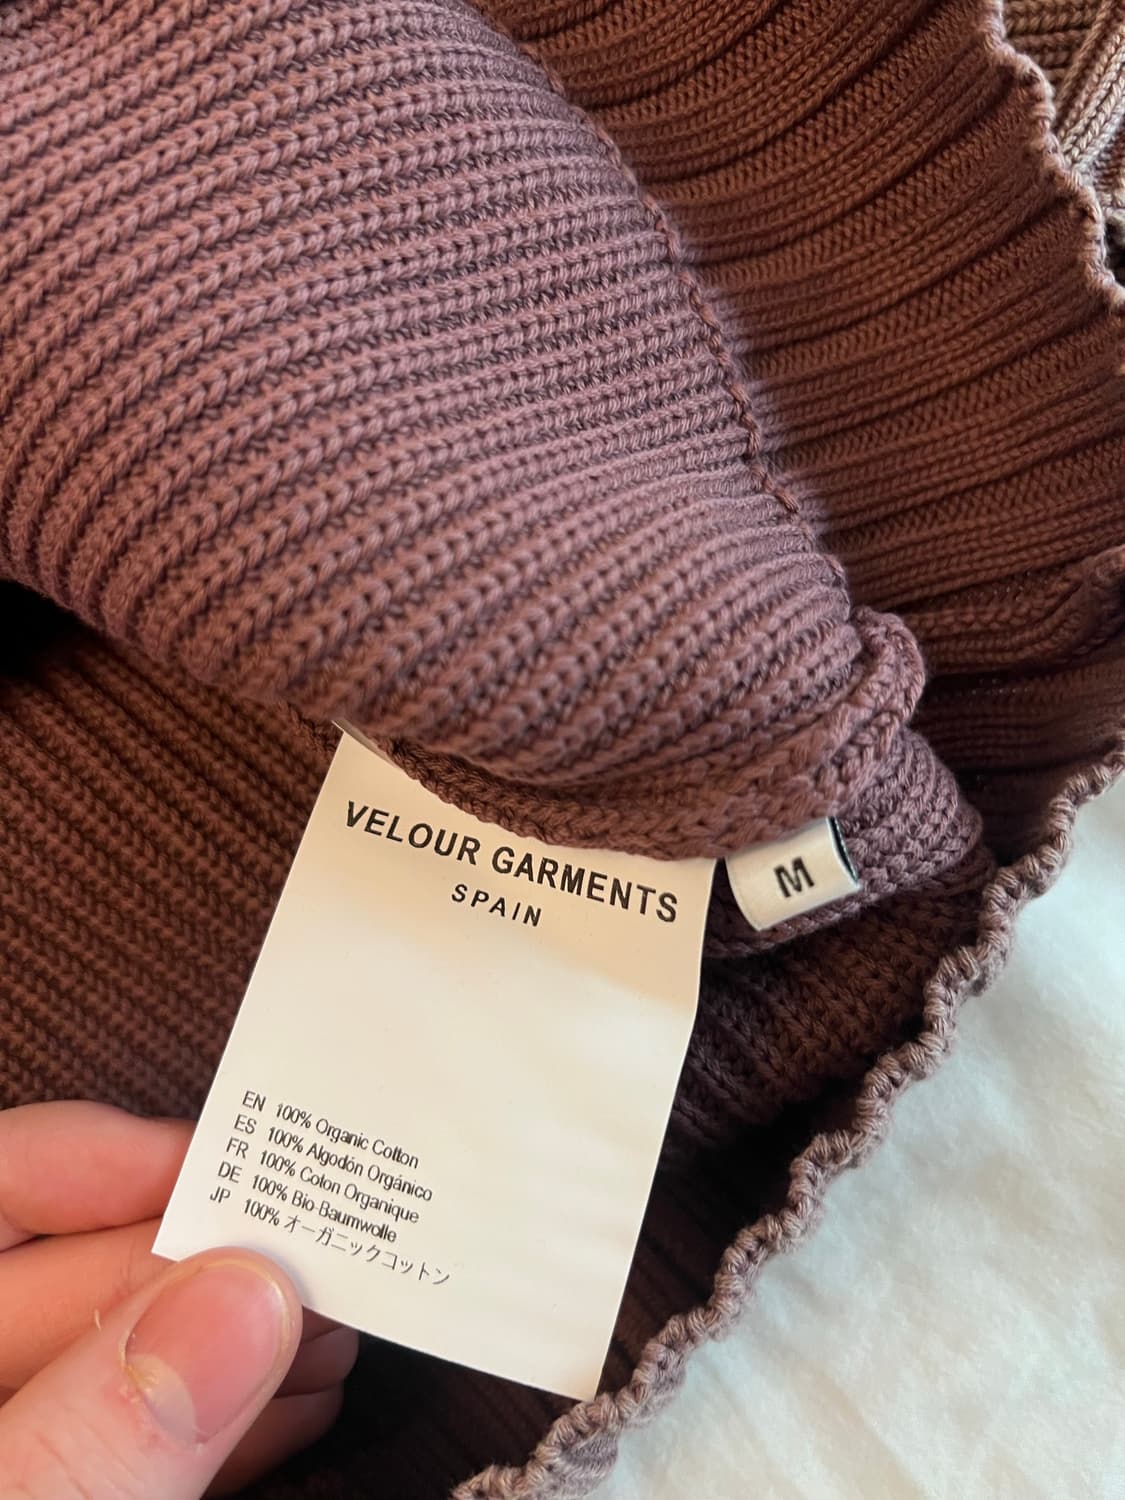 VELOUR GARMENTS
SPAIN
M
EN 100% Organic Cotton
ES 100% Algodón Orgánico
FR 100% Coton Organique
DE 100% Bio-Baumwolle
JP 100% オーガニックコットン